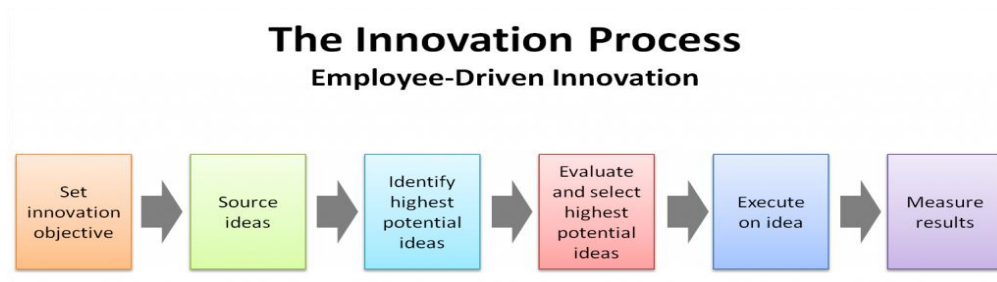 The Innovation Process
Employee-Driven Innovation
Set
innovation
objective
Source
ideas
Identify
highest
potential
ideas
Evaluate
and select
highest
potential
ideas
Execute
on idea
Measure
results